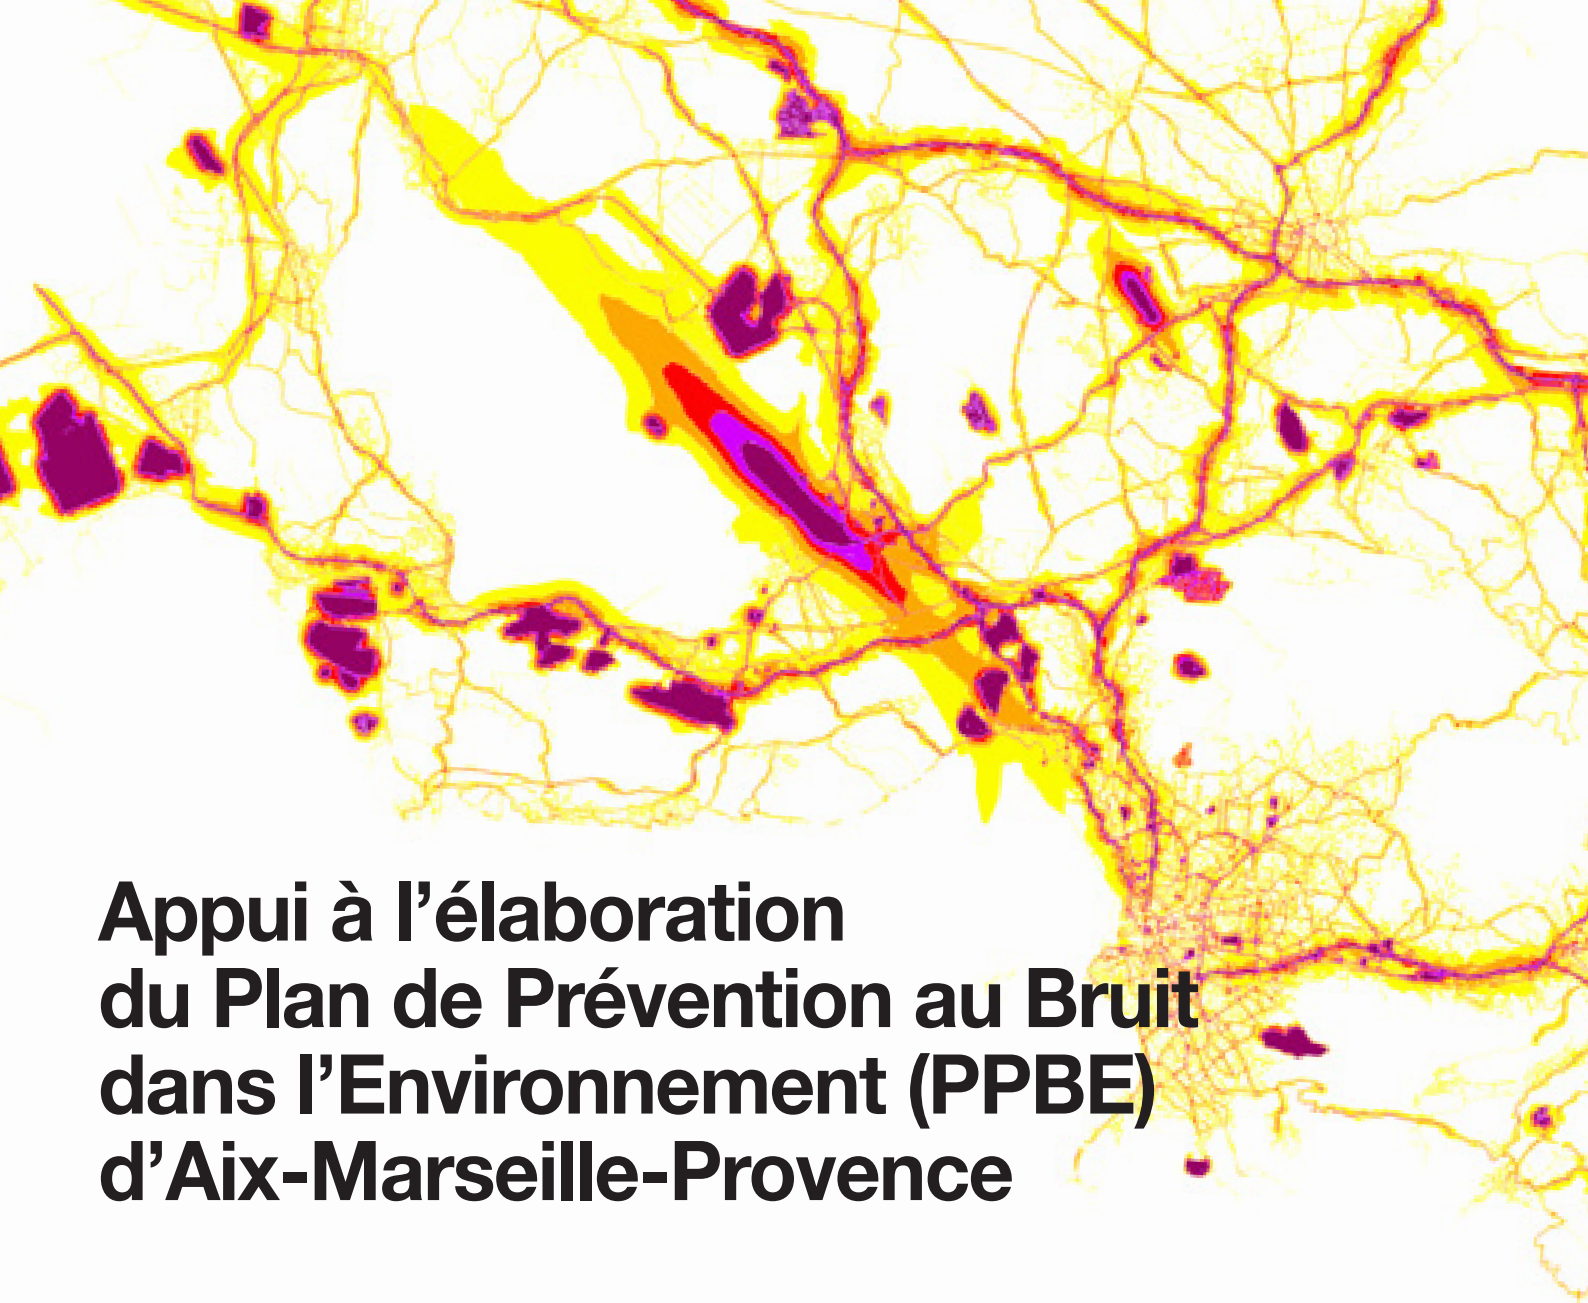 Appui à l’élaboration
du Plan de Prévention au Bruit
dans l’Environnement (PPBE)
d’Aix-Marseille-Provence